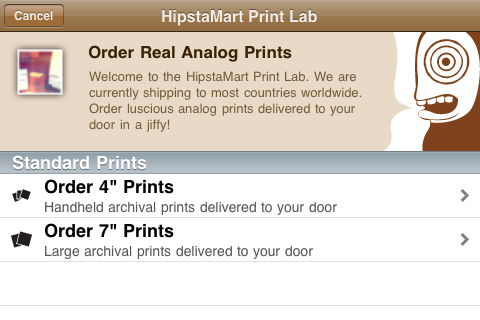 Cancel
HipstaMart Print Lab
Order Real Analog Prints
Welcome to the HipstaMart Print Lab. We are
currently shipping to most countries worldwide.
Order luscious analog prints delivered to your
door in a jiffy!
Standard Prints
Order 4" Prints
Handheld archival prints delivered to your door
Order 7" Prints
Large archival prints delivered to your door